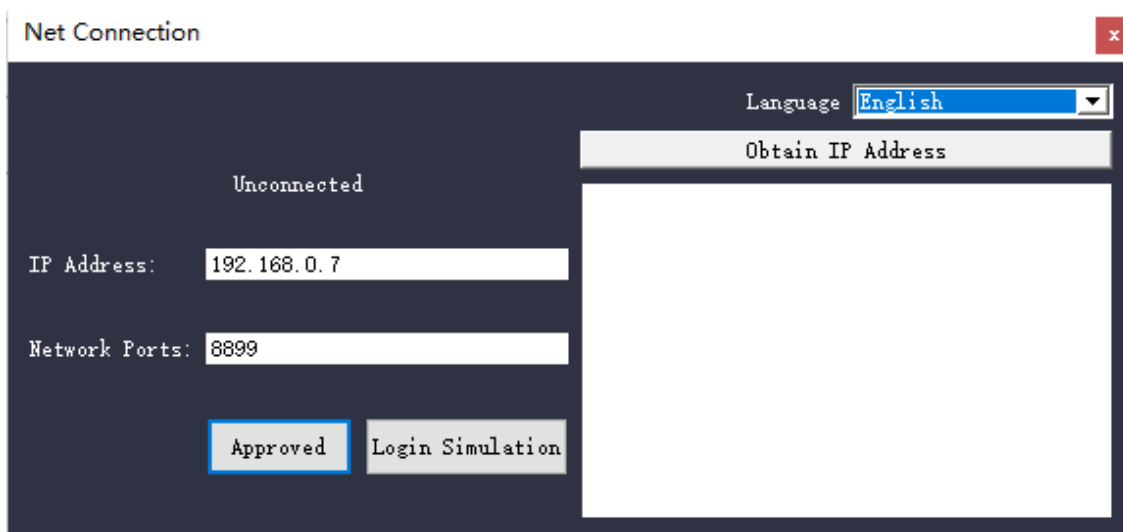 Net Connection
x
Language English
Obtain IP Address
Unconnected
IP Address: 192.168.0.7
Network Ports: 8899
Approved Login Simulation